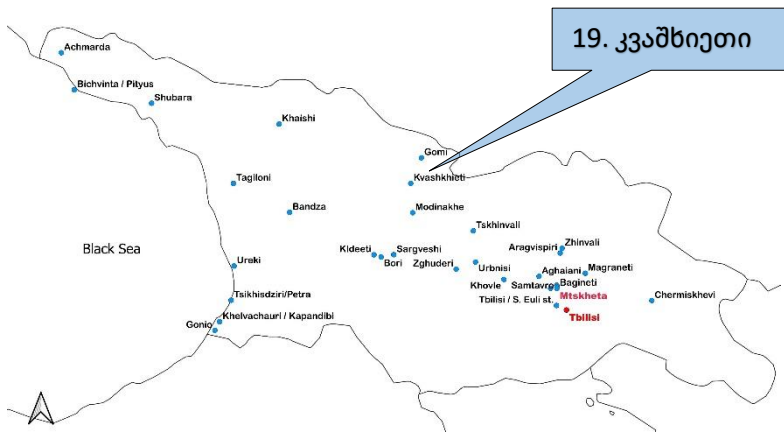 19. კვაშხიეთი
Achmarda
Bichvinta / Pityus
Shubara
Khaishi
Gomi
Kvashkhieti
Tagiloni
Bandza
Modinakhe
Tskhinvali
Zhinvali
Aragvispiri
Black Sea
Kldeeti
Sargveshi
Bori
Zghuderi
Urbnisi
Ureki
Aghaiani
Magraneti
Khovle
Samtavro
Bagineti
Mtskheta
Tsikhisdziri/Petra
Tbilisi / S. Euli st.
Chermiskhevi
Tbilisi
Khelvachauri / Kapandibi
Gonio